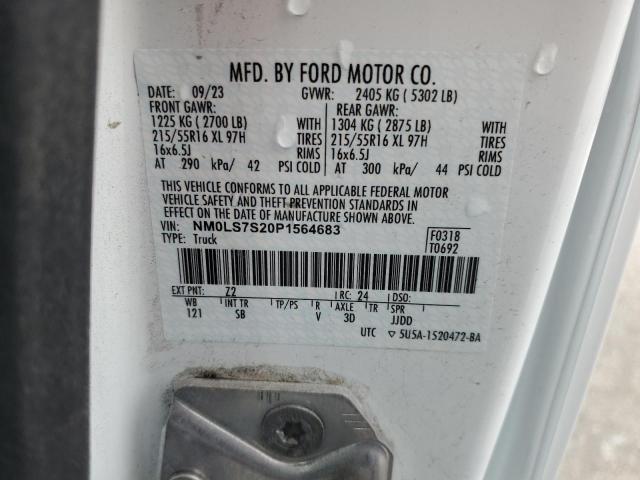 MFD. BY FORD MOTOR CO.
DATE: 09/23 GVWR: 2405 KG ( 5302 LB)
FRONT GAWR: REAR GAWR:
1225 KG ( 2700 LB) WITH 1304 KG ( 2875 LB) WITH
215/55R16 XL 97H TIRES 215/55R16 XL 97H TIRES
16x6.5J RIMS 16x6.5J RIMS
AT 290 kPa/ 42 PSI COLD AT 300 kPa/ 44 PSI COLD
THIS VEHICLE CONFORMS TO ALL APPLICABLE FEDERAL MOTOR
VEHICLE SAFETY AND THEFT PREVENTION STANDARDS IN
EFFECT ON THE DATE OF MANUFACTURE SHOWN ABOVE.
VIN: NM0LS7S20P1564683 F0318
TYPE: Truck T0692
EXT PNT: Z2 RC: 24 DSO:
WB INT TR TP/PS R AXLE TR SPR
121 SB V 3D JJDD
UTC ▽ 5U5A-1520472-BA